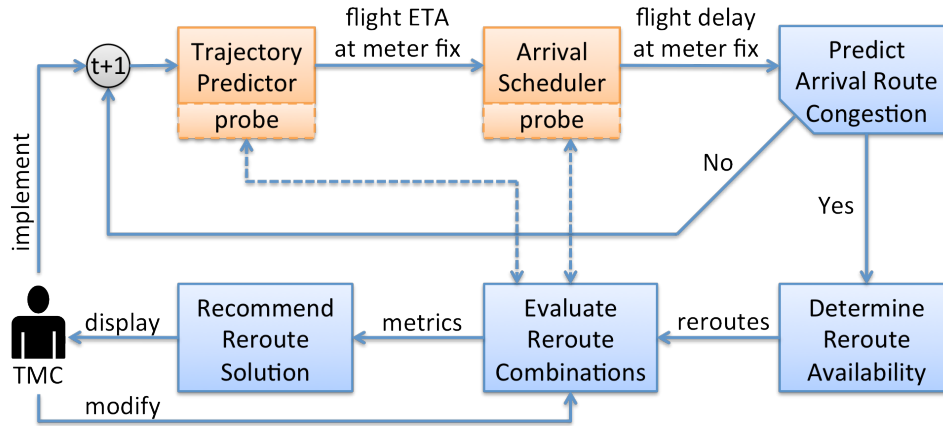 flight ETA
at meter fix
flight delay
at meter fix
t+1
Trajectory
Predictor
probe
Arrival
Scheduler
probe
Predict
Arrival Route
Congestion
implement
No
Yes
TMC
display
Recommend
Reroute
Solution
metrics
Evaluate
Reroute
Combinations
reroutes
Determine
Reroute
Availability
modify